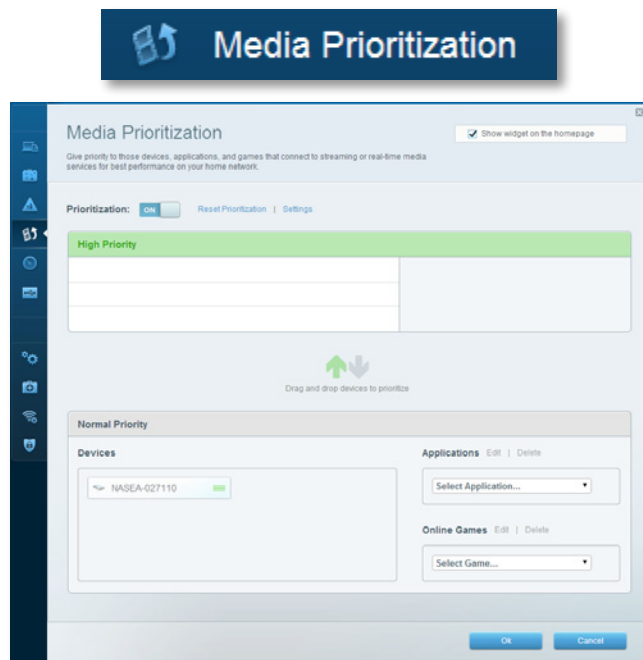 Media Prioritization
Media Prioritization
Show widget on the homepage
Give priority to those devices, applications, and games that connect to streaming or real-time media
services for best performance on your home network.
Prioritization: ON Reset Prioritization | Settings
High Priority
Drag and drop devices to prioritize
Normal Priority
Devices
Applications Edit | Delete
NASEA-027110
Select Application...
Online Games Edit | Delete
Select Game...
Ok Cancel